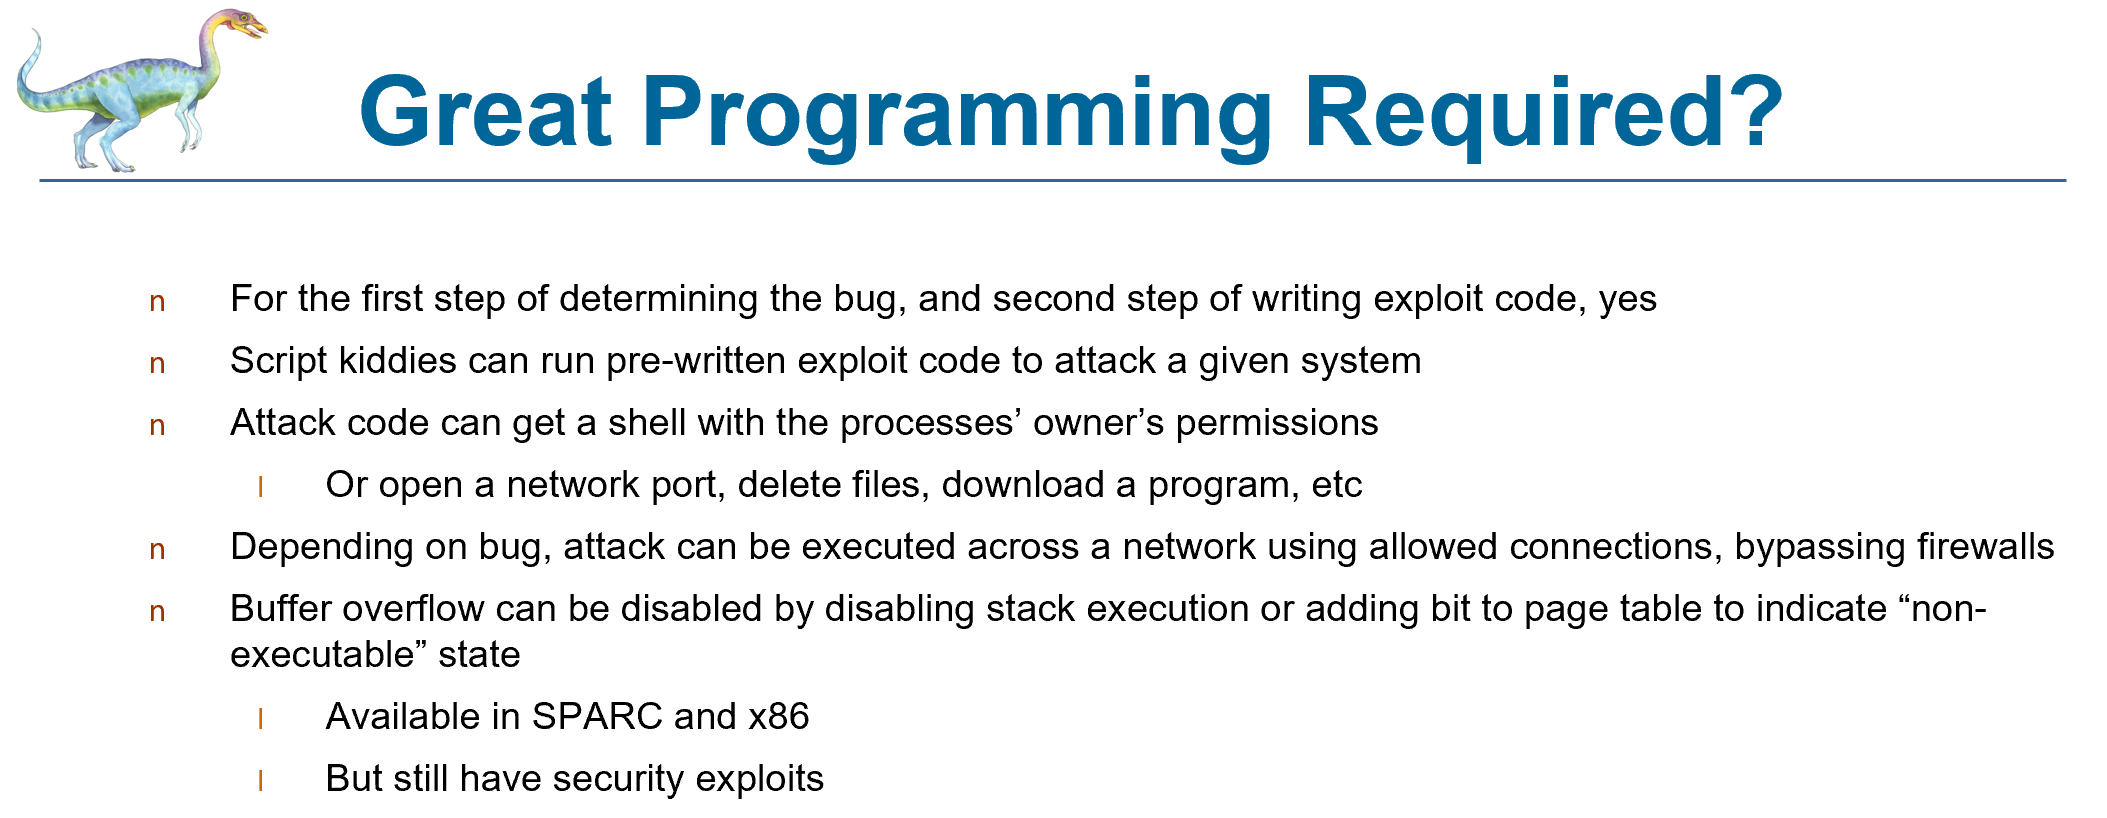 Great Programming Required?
n For the first step of determining the bug, and second step of writing exploit code, yes
n Script kiddies can run pre-written exploit code to attack a given system
n Attack code can get a shell with the processes’ owner’s permissions
l Or open a network port, delete files, download a program, etc
n Depending on bug, attack can be executed across a network using allowed connections, bypassing firewalls
n Buffer overflow can be disabled by disabling stack execution or adding bit to page table to indicate “non-
executable” state
l Available in SPARC and x86
l But still have security exploits